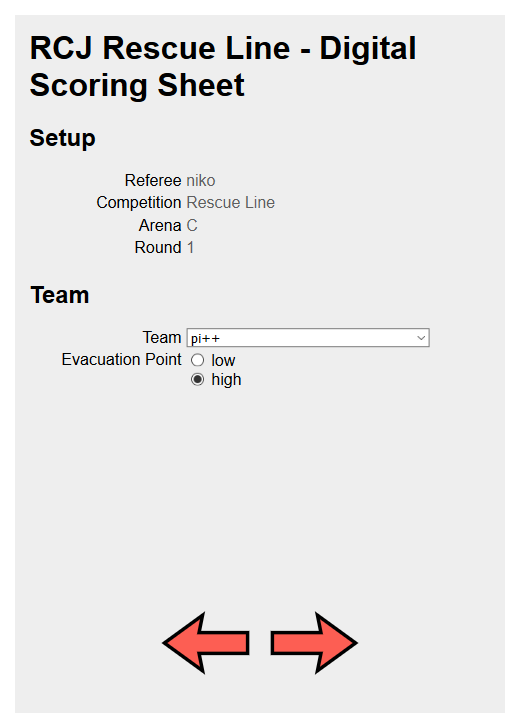 RCJ Rescue Line - Digital
Scoring Sheet
Setup
Referee niko
Competition Rescue Line
Arena C
Round 1
Team
Team pi++
Evacuation Point low
high